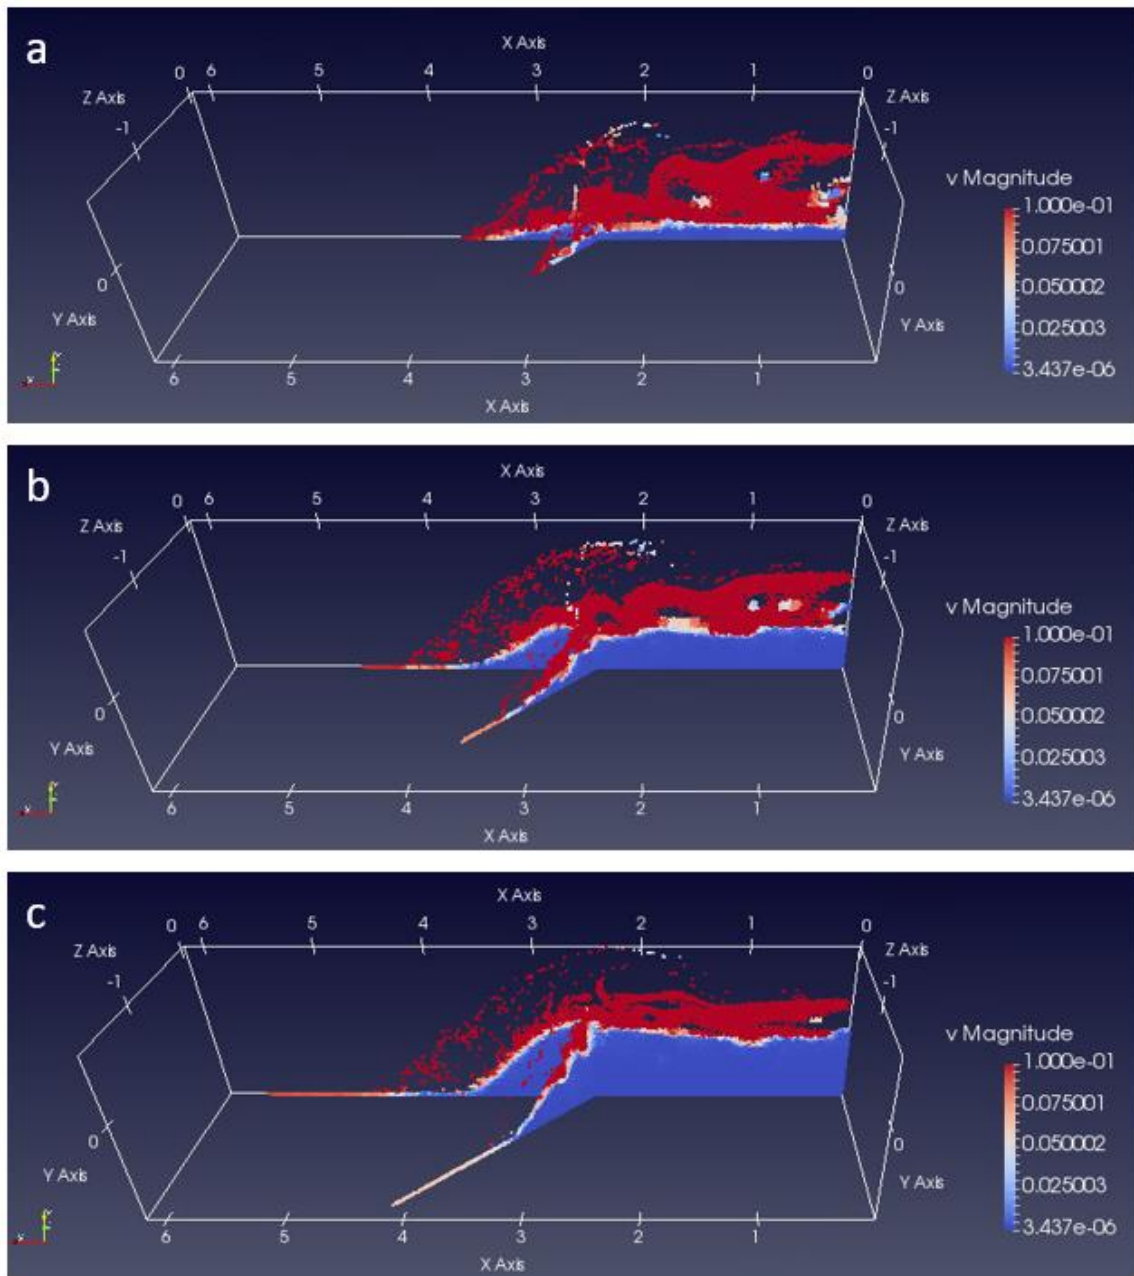 a
X Axis
0 6 5 4 3 2 1 0
Z Axis Z Axis
-1 -1
v Magnitude
1.000e-01
0.075001
0.050002
0.025003
3.437e-06
0 0
Y Axis Y Axis
6 5 4 3 2 1
X Axis
b
X Axis
0 6 5 4 3 2 1 0
Z Axis Z Axis
-1 -1
v Magnitude
1.000e-01
0.075001
0.050002
0.025003
3.437e-06
0 0
Y Axis Y Axis
6 5 4 3 2 1
X Axis
c
X Axis
0 6 5 4 3 2 1 0
Z Axis Z Axis
-1 -1
v Magnitude
1.000e-01
0.075001
0.050002
0.025003
3.437e-06
0 0
Y Axis Y Axis
6 5 4 3 2 1
X Axis